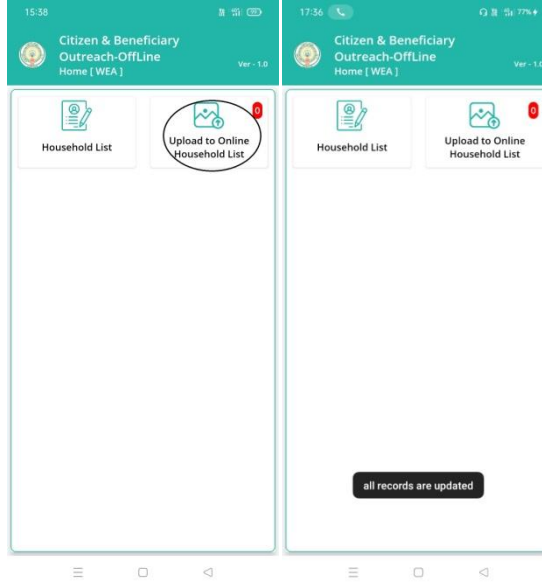 15:38
Citizen & Beneficiary
Outreach-OffLine
Home [ WEA ]
Ver - 1.0
Household List
0
Upload to Online
Household List
17:36
77%
Citizen & Beneficiary
Outreach-OffLine
Home [ WEA ]
Ver - 1.0
Household List
0
Upload to Online
Household List
all records are updated